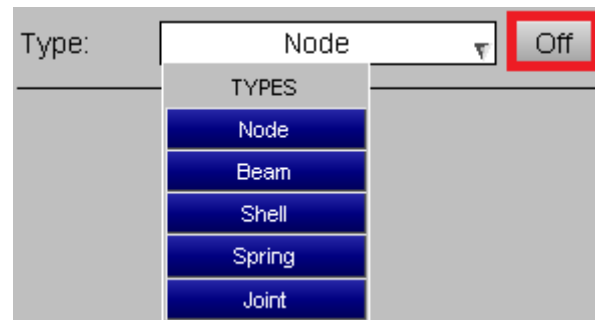 Type: Node Off
TYPES
Node
Beam
Shell
Spring
Joint